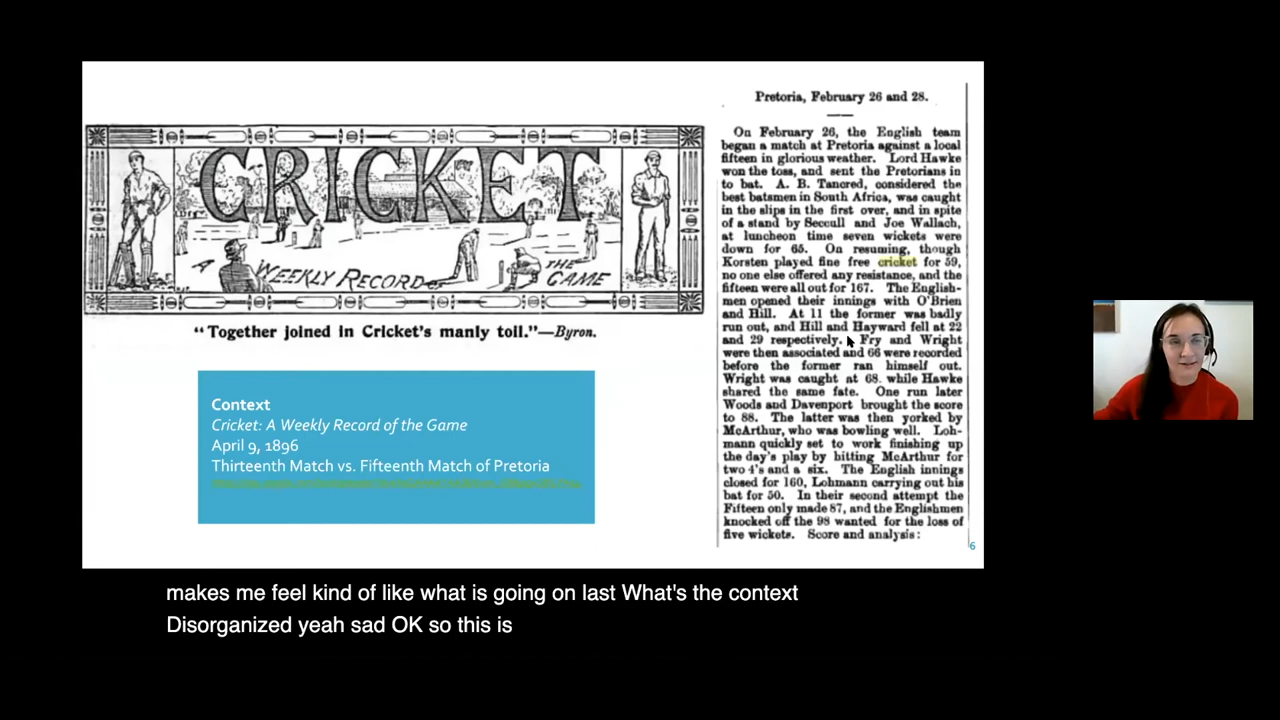 CRICKET
A WEEKLY RECORD OF THE GAME
“Together joined in Cricket's manly toil.”—Byron.
Context
Cricket: A Weekly Record of the Game
April 9, 1896
Thirteenth Match vs. Fifteenth Match of Pretoria
Pretoria, February 26 and 28.
On February 26, the English team
began a match at Pretoria against a local
fifteen in glorious weather. Lord Hawke
won the toss, and sent the Pretorians in
to bat. A. B. Tancred, considered the
best batsmen in South Africa, was caught
in the slips in the first over, and in spite
of a stand by Seccull and Joe Wallach,
at luncheon time seven wickets were
down for 65. On resuming, though
Korsten played fine free cricket for 59,
no one else offered any resistance, and the
fifteen were all out for 167. The English-
men opened their innings with O'Brien
and Hill. At 11 the former was badly
run out, and Hill and Hayward fell at 22
and 29 respectively. Fry and Wright
were then associated and 66 were recorded
before the former ran himself out.
Wright was caught at 68, while Hawke
shared the same fate. One run later
Woods and Davenport brought the score
to 88. The latter was then yorked by
McArthur, who was bowling well. Loh-
mann quickly set to work finishing up
the day's play by hitting McArthur for
two 4's and a six. The English innings
closed for 160, Lohmann carrying out his
bat for 50. In their second attempt the
Fifteen only made 87, and the Englishmen
knocked off the 98 wanted for the loss of
five wickets. Score and analysis:
6
makes me feel kind of like what is going on last What's the context
Disorganized yeah sad OK so this is